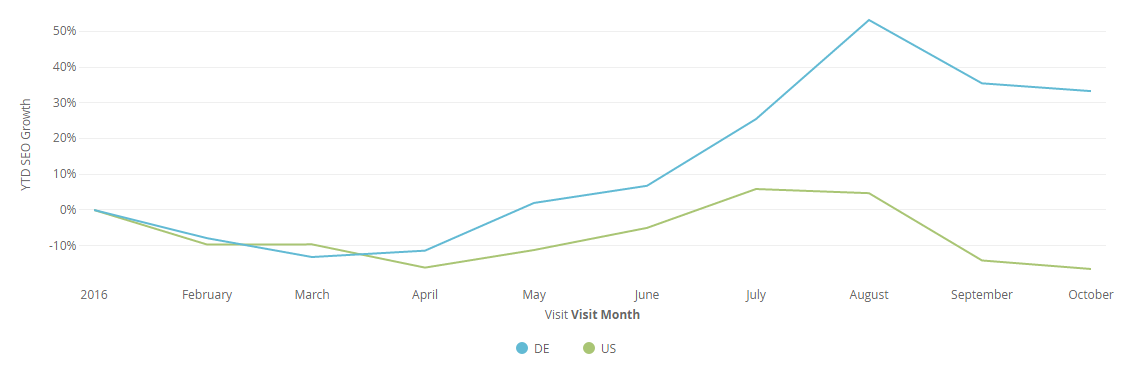 50%
40%
30%
20%
10%
0%
-10%
YTD SEO Growth
2016 February March April May June July August September October
Visit Visit Month
DE US